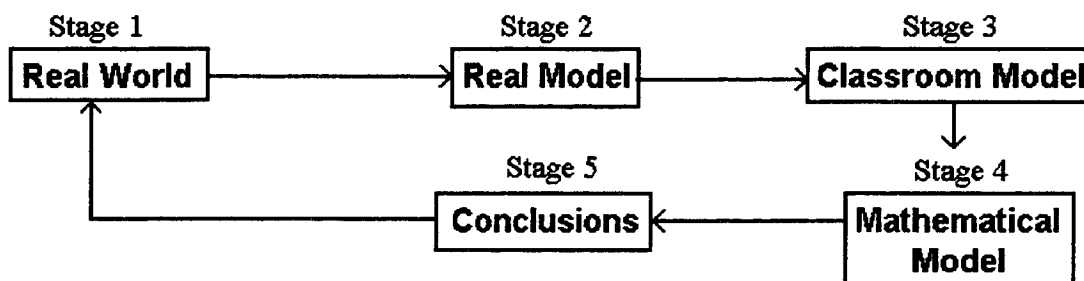 Stage 1
Real World
Stage 2
Real Model
Stage 3
Classroom Model
Stage 4
Mathematical
Model
Stage 5
Conclusions